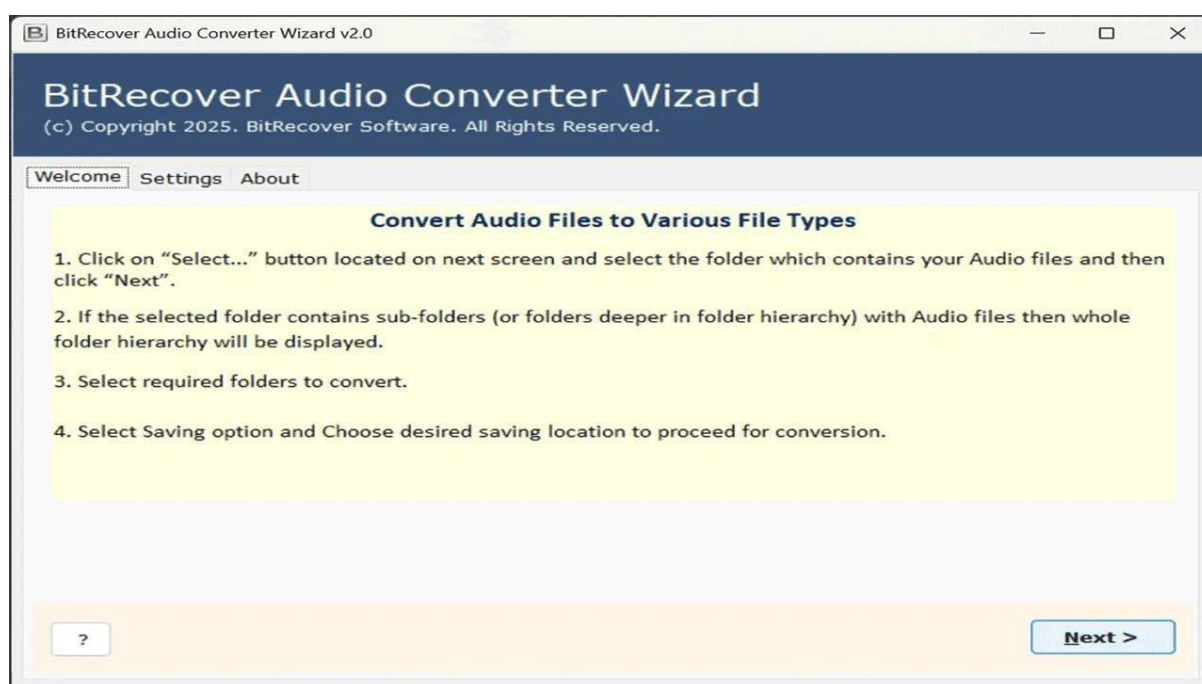 BitRecover Audio Converter Wizard v2.0
BitRecover Audio Converter Wizard
(c) Copyright 2025. BitRecover Software. All Rights Reserved.
Welcome Settings About
Convert Audio Files to Various File Types
1. Click on “Select...” button located on next screen and select the folder which contains your Audio files and then
click “Next”.
2. If the selected folder contains sub-folders (or folders deeper in folder hierarchy) with Audio files then whole
folder hierarchy will be displayed.
3. Select required folders to convert.
4. Select Saving option and Choose desired saving location to proceed for conversion.
? Next >